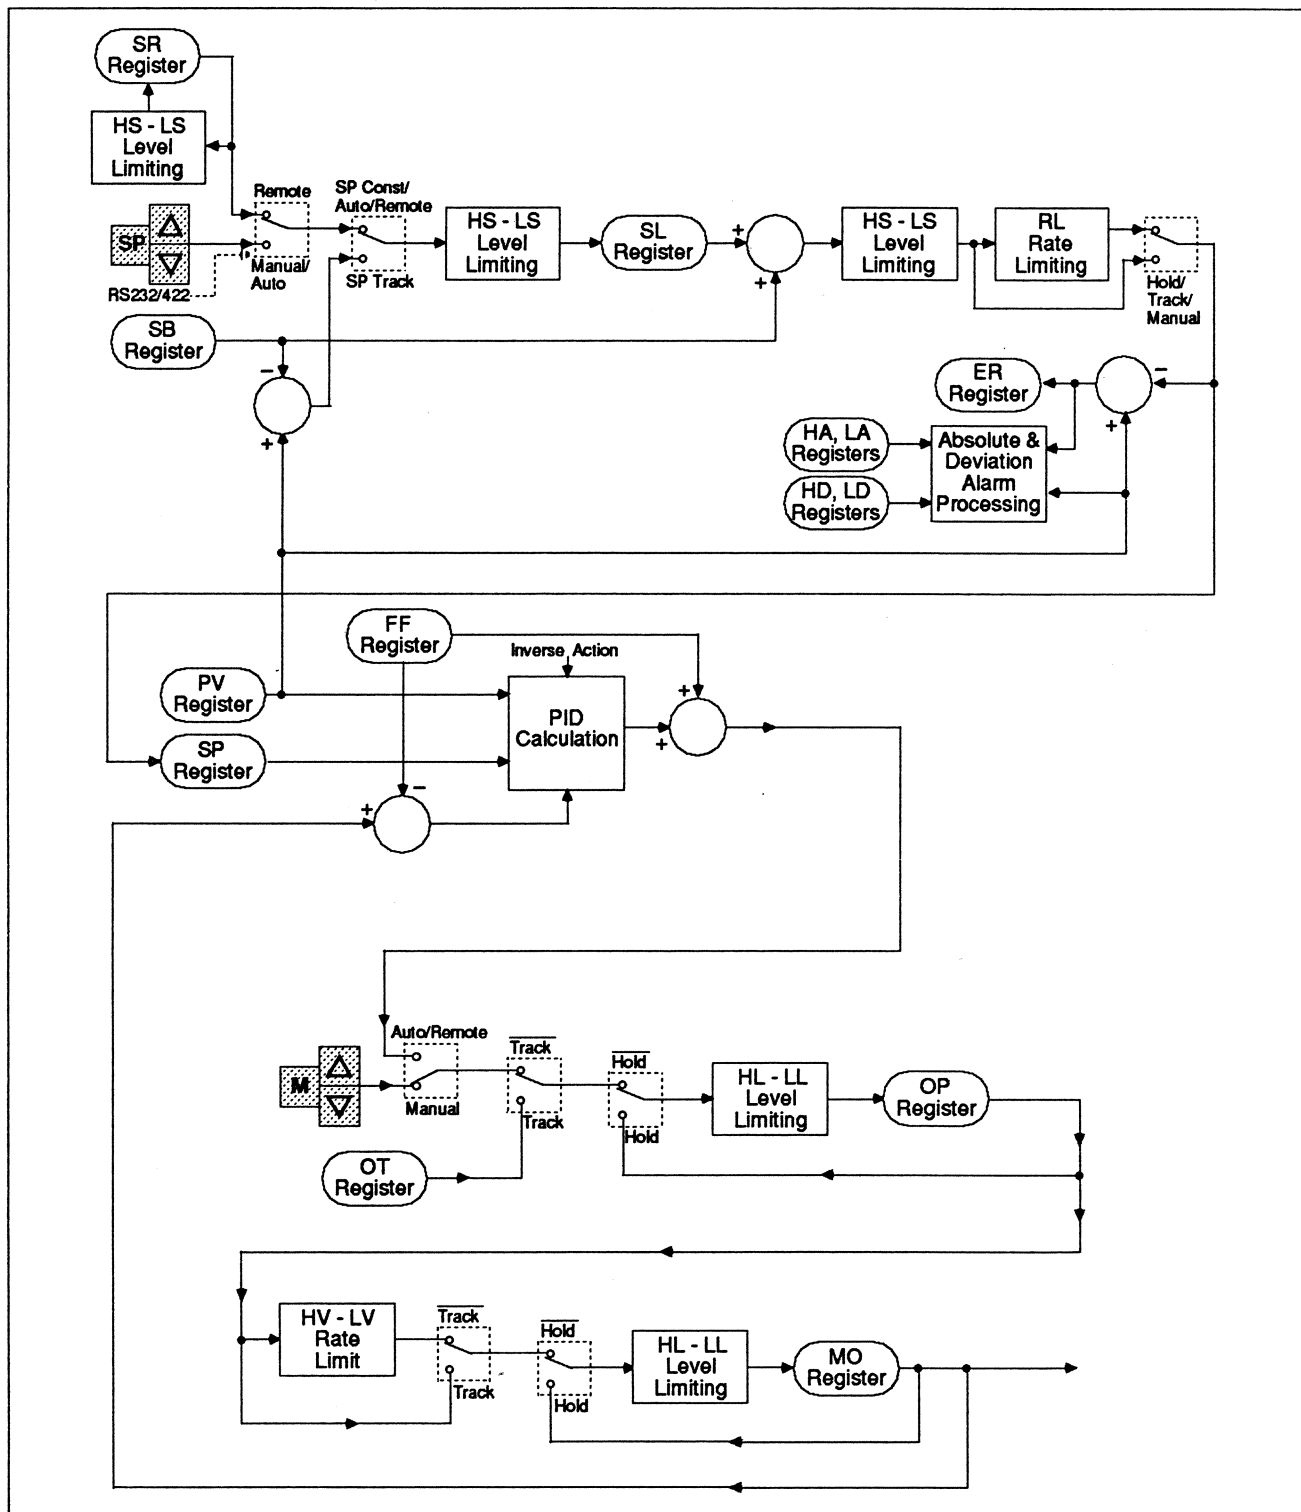 SR
Register
HS - LS
Level
Limiting
Remote
SP
Manual/
Auto
RS232/422
SP Const/
Auto/Remote
SP Track
HS - LS
Level
Limiting
SL
Register
+
+
HS - LS
Level
Limiting
RL
Rate
Limiting
Hold/
Track/
Manual
SB
Register
−
+
ER
Register
−
+
HA, LA
Registers
HD, LD
Registers
Absolute &
Deviation
Alarm
Processing
FF
Register
Inverse Action
PV
Register
SP
Register
PID
Calculation
+
+
+
−
Auto/Remote
M
Manual
Track
Track
Hold
Hold
HL - LL
Level
Limiting
OP
Register
OT
Register
HV - LV
Rate
Limit
Track
Track
Hold
Hold
HL - LL
Level
Limiting
MO
Register